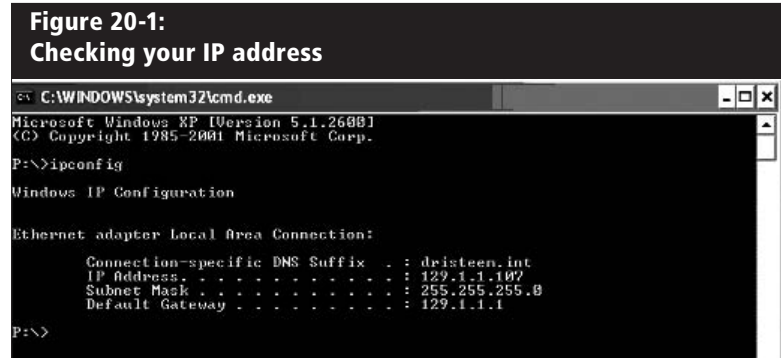 Figure 20-1:
Checking your IP address
C:\WINDOWS\system32\cmd.exe
Microsoft Windows XP [Version 5.1.2600]
(C) Copyright 1985-2001 Microsoft Corp.
P:\>ipconfig
Windows IP Configuration
Ethernet adapter Local Area Connection:
Connection-specific DNS Suffix . : dristeen.int
IP Address. . . . . . . . . . . . : 129.1.1.107
Subnet Mask . . . . . . . . . . . : 255.255.255.0
Default Gateway . . . . . . . . . : 129.1.1.1
P:\>